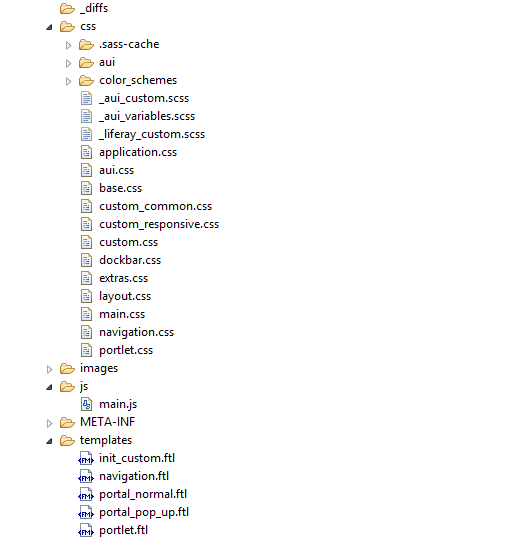 _diffs
css
.sass-cache
aui
color_schemes
_aui_custom.scss
_aui_variables.scss
_liferay_custom.scss
application.css
aui.css
base.css
custom_common.css
custom_responsive.css
custom.css
dockbar.css
extras.css
layout.css
main.css
navigation.css
portlet.css
images
js
main.js
META-INF
templates
init_custom.ftl
navigation.ftl
portal_normal.ftl
portal_pop_up.ftl
portlet.ftl